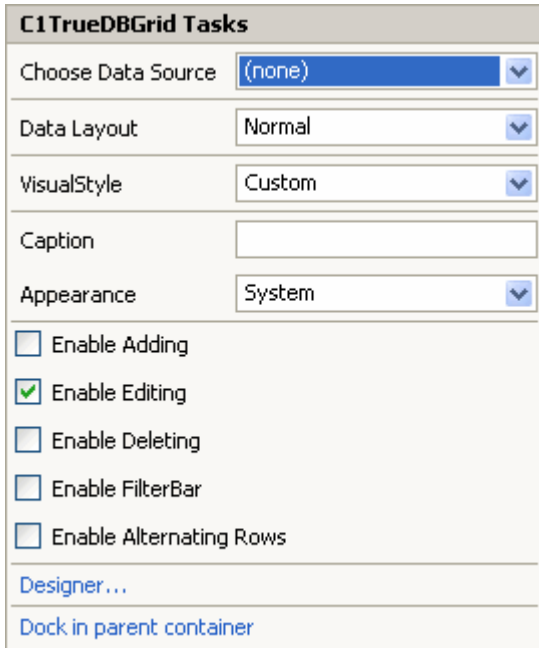 C1TrueDBGrid Tasks
Choose Data Source (none)
Data Layout Normal
VisualStyle Custom
Caption
Appearance System
Enable Adding
Enable Editing
Enable Deleting
Enable FilterBar
Enable Alternating Rows
Designer...
Dock in parent container